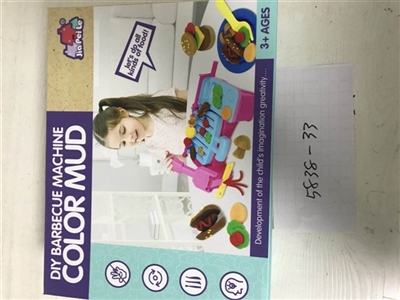 Jia Pei Le
let's do all
kinds of food!
3+ AGES
DIY BARBECUE MACHINE
COLOR MUD
Development of the child's imagination greativity...
5838-33